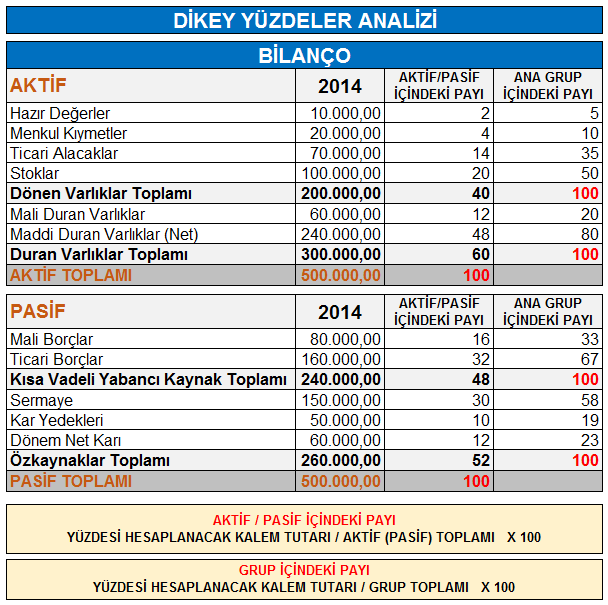 DİKEY YÜZDELER ANALİZİ
BİLANÇO
AKTİF 2014 AKTİF/PASİF İÇİNDEKİ PAYI ANA GRUP İÇİNDEKİ PAYI
Hazır Değerler 10.000,00 2 5
Menkul Kıymetler 20.000,00 4 10
Ticari Alacaklar 70.000,00 14 35
Stoklar 100.000,00 20 50
Dönen Varlıklar Toplamı 200.000,00 40 100
Mali Duran Varlıklar 60.000,00 12 20
Maddi Duran Varlıklar (Net) 240.000,00 48 80
Duran Varlıklar Toplamı 300.000,00 60 100
AKTİF TOPLAMI 500.000,00 100
PASİF 2014 AKTİF/PASİF İÇİNDEKİ PAYI ANA GRUP İÇİNDEKİ PAYI
Mali Borçlar 80.000,00 16 33
Ticari Borçlar 160.000,00 32 67
Kısa Vadeli Yabancı Kaynak Toplamı 240.000,00 48 100
Sermaye 150.000,00 30 58
Kar Yedekleri 50.000,00 10 19
Dönem Net Karı 60.000,00 12 23
Özkaynaklar Toplamı 260.000,00 52 100
PASİF TOPLAMI 500.000,00 100
AKTİF / PASİF İÇİNDEKİ PAYI
YÜZDESİ HESAPLANACAK KALEM TUTARI / AKTİF (PASİF) TOPLAMI X 100
GRUP İÇİNDEKİ PAYI
YÜZDESİ HESAPLANACAK KALEM TUTARI / GRUP TOPLAMI X 100